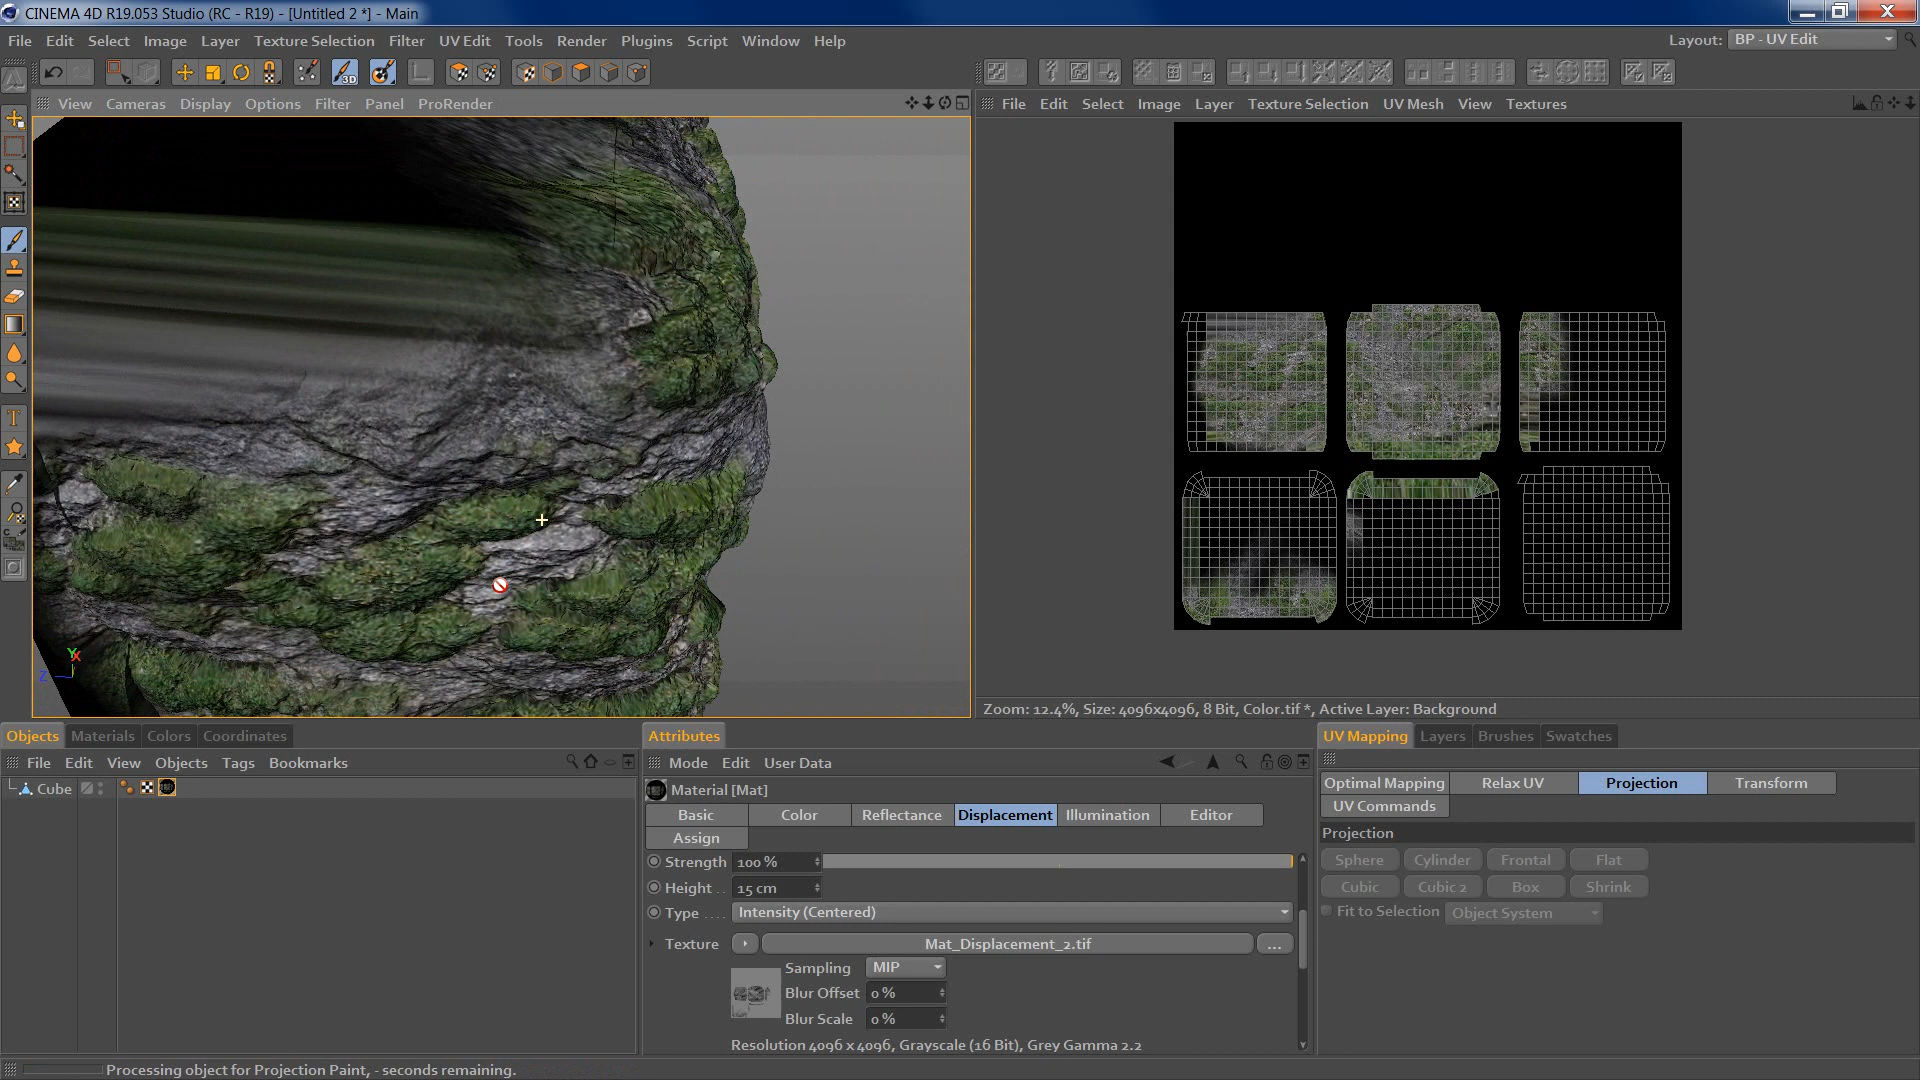 CINEMA 4D R19.053 Studio (RC - R19) - [Untitled 2 *] - Main
File Edit Select Image Layer Texture Selection Filter UV Edit Tools Render Plugins Script Window Help
Layout: BP - UV Edit
3D
View Cameras Display Options Filter Panel ProRender
File Edit Select Image Layer Texture Selection UV Mesh View Textures
Y
X
Z
Zoom: 12.4%, Size: 4096x4096, 8 Bit, Color.tif *, Active Layer: Background
Objects Materials Colors Coordinates
File Edit View Objects Tags Bookmarks
Cube
Attributes
Mode Edit User Data
Material [Mat]
Basic Color Reflectance Displacement Illumination Editor
Assign
Strength 100 %
Height . . 15 cm
Type . . . . Intensity (Centered)
Texture Mat_Displacement_2.tif ...
Sampling MIP
Blur Offset 0 %
Blur Scale 0 %
Resolution 4096 x 4096, Grayscale (16 Bit), Grey Gamma 2.2
UV Mapping Layers Brushes Swatches
Optimal Mapping Relax UV Projection Transform
UV Commands
Projection
Sphere Cylinder Frontal Flat
Cubic Cubic 2 Box Shrink
Fit to Selection Object System
Processing object for Projection Paint, - seconds remaining.